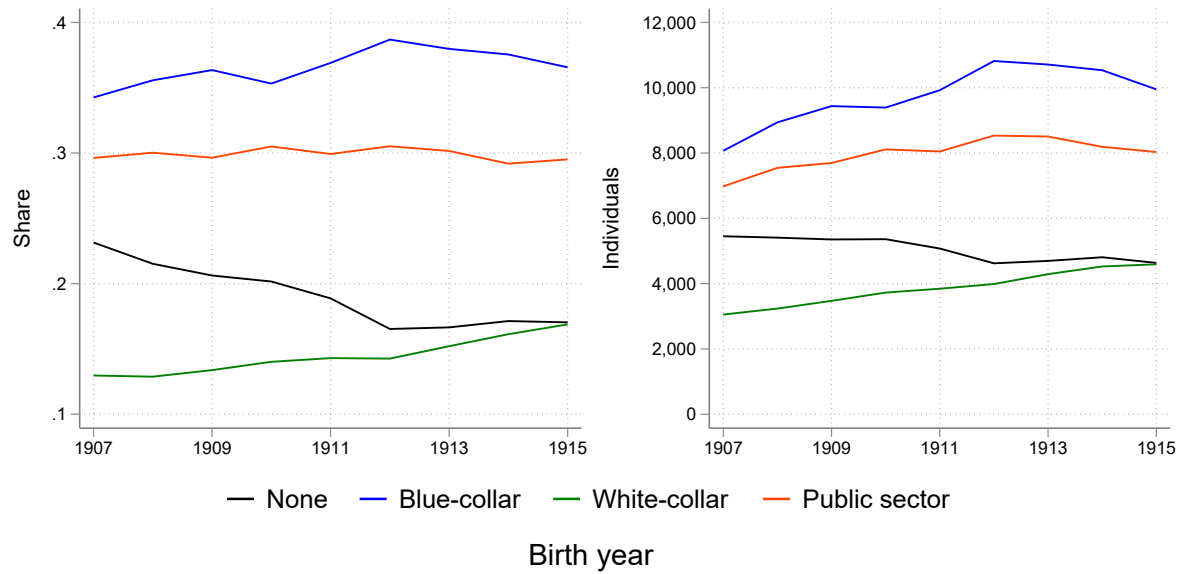 Share
.4
.3
.2
.1
1907 1909 1911 1913 1915
Individuals
12,000
10,000
8,000
6,000
4,000
2,000
0
1907 1909 1911 1913 1915
None Blue-collar White-collar Public sector
Birth year